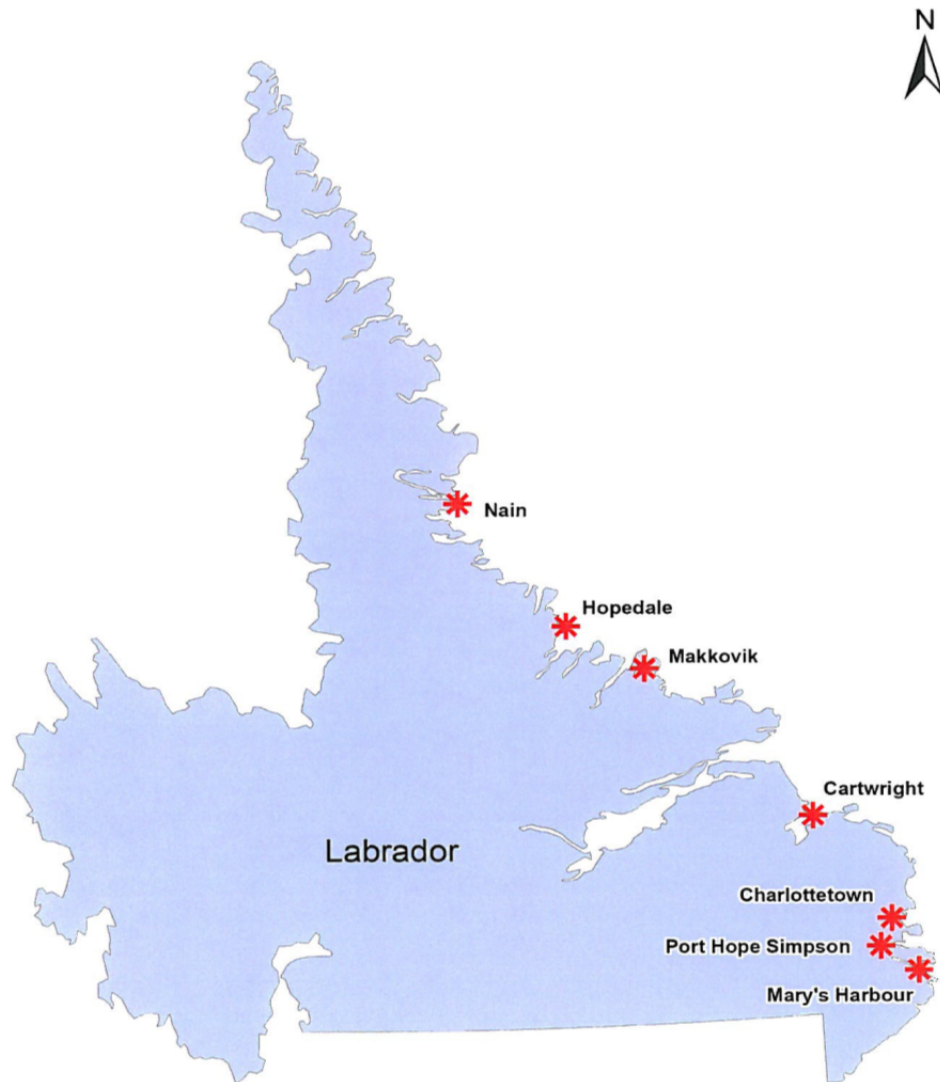 N
Nain
Hopedale
Makkovik
Cartwright
Labrador
Charlottetown
Port Hope Simpson
Mary's Harbour